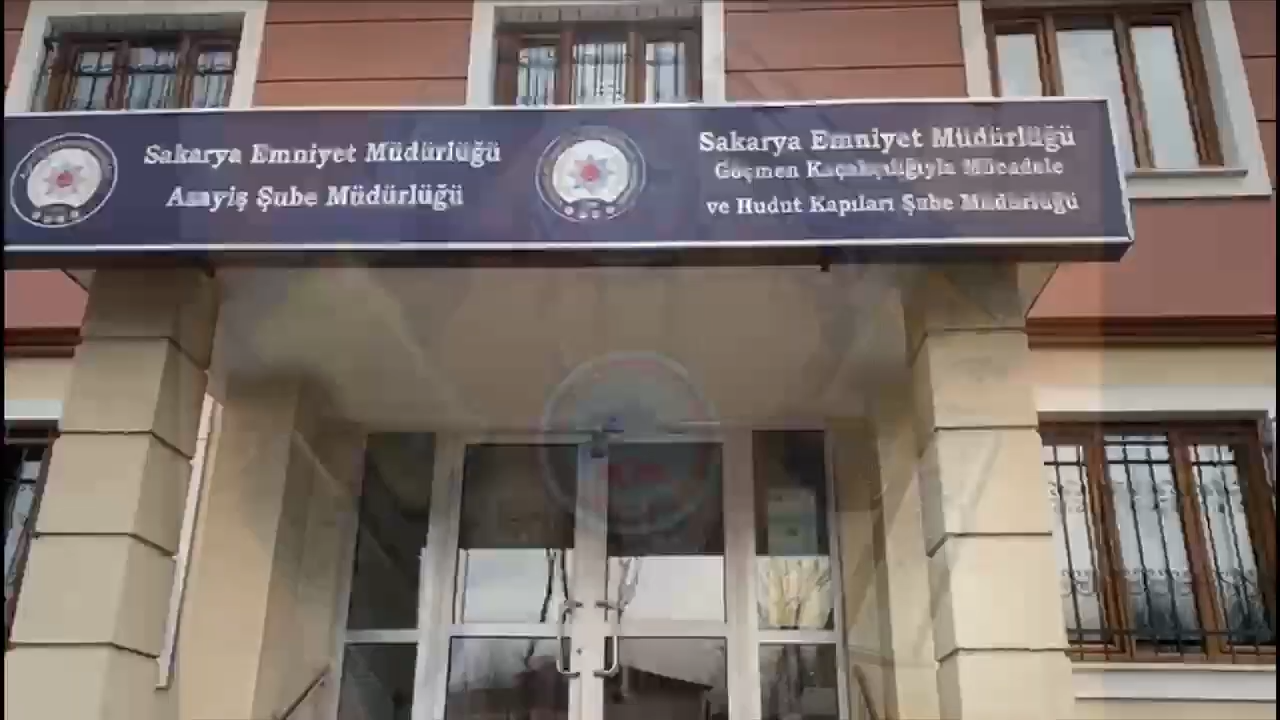 Sakarya Emniyet Müdürlüğü
Asayiş Şube Müdürlüğü
Sakarya Emniyet Müdürlüğü
Göçmen Kaçakçılığıyla Mücadele
ve Hudut Kapıları Şube Müdürlüğü